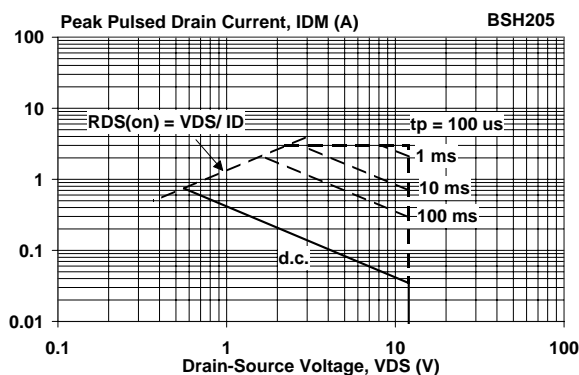 Peak Pulsed Drain Current, IDM (A) BSH205
100
10
1
0.1
0.01
RDS(on) = VDS/ ID
tp = 100 us
1 ms
10 ms
100 ms
d.c.
0.1 1 10 100
Drain-Source Voltage, VDS (V)